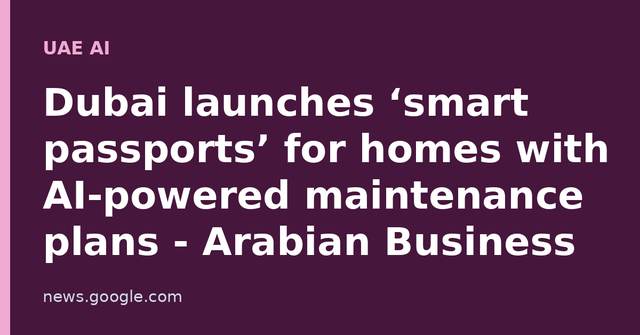 UAE AI
Dubai launches ‘smart
passports’ for homes with
AI-powered maintenance
plans - Arabian Business
news.google.com